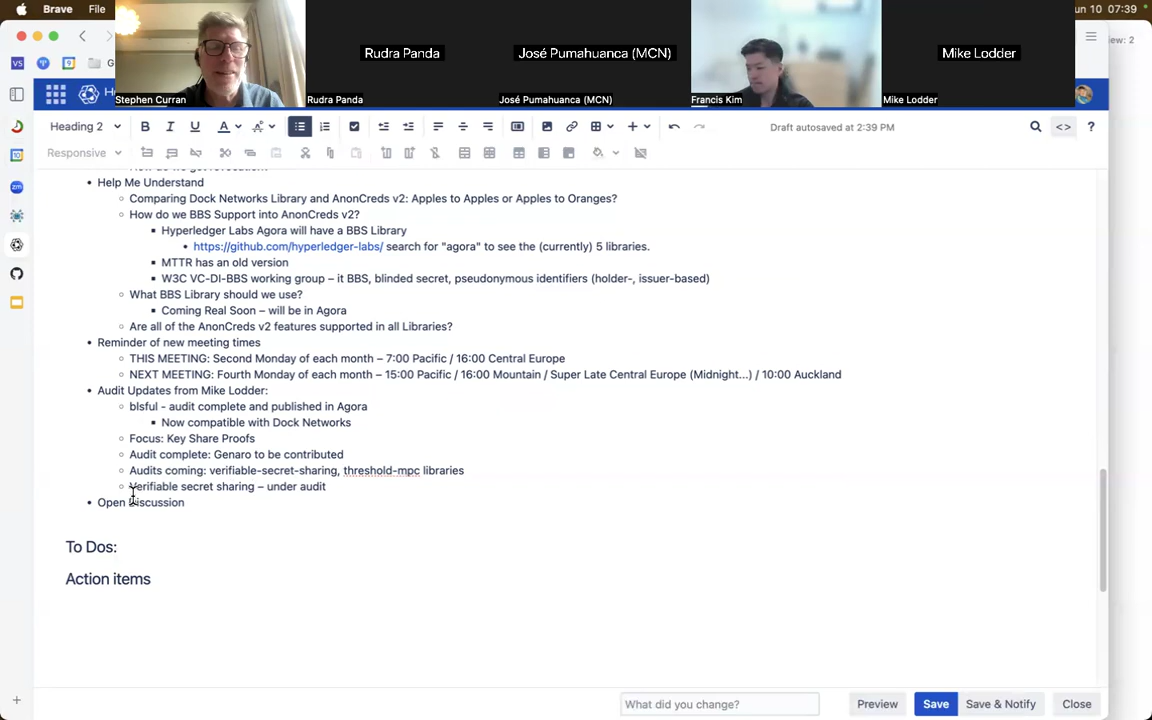 Brave File
un 10 07:39
Rudra Panda
José Pumahuanca (MCN)
Mike Lodder
Stephen Curran
Rudra Panda
José Pumahuanca (MCN)
Francis Kim
Mike Lodder
iew: 2
Heading 2
Draft autosaved at 2:39 PM
Responsive
Help Me Understand
Comparing Dock Networks Library and AnonCreds v2: Apples to Apples or Apples to Oranges?
How do we BBS Support into AnonCreds v2?
Hyperledger Labs Agora will have a BBS Library
https://github.com/hyperledger-labs/ search for "agora" to see the (currently) 5 libraries.
MTTR has an old version
W3C VC-DI-BBS working group – it BBS, blinded secret, pseudonymous identifiers (holder-, issuer-based)
What BBS Library should we use?
Coming Real Soon – will be in Agora
Are all of the AnonCreds v2 features supported in all Libraries?
Reminder of new meeting times
THIS MEETING: Second Monday of each month – 7:00 Pacific / 16:00 Central Europe
NEXT MEETING: Fourth Monday of each month – 15:00 Pacific / 16:00 Mountain / Super Late Central Europe (Midnight...) / 10:00 Auckland
Audit Updates from Mike Lodder:
blsful - audit complete and published in Agora
Now compatible with Dock Networks
Focus: Key Share Proofs
Audit complete: Genaro to be contributed
Audits coming: verifiable-secret-sharing, threshold-mpc libraries
Verifiable secret sharing – under audit
Open Discussion
To Dos:
Action items
What did you change?
Preview
Save
Save & Notify
Close